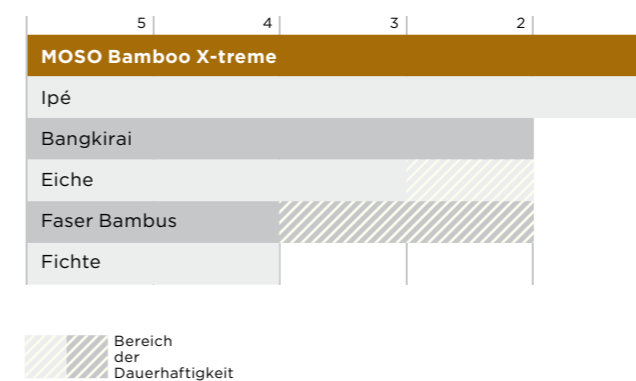 5 4 3 2
MOSO Bamboo X-treme
Ipé
Bangkirai
Eiche
Faser Bambus
Fichte
Bereich
der
Dauerhaftigkeit